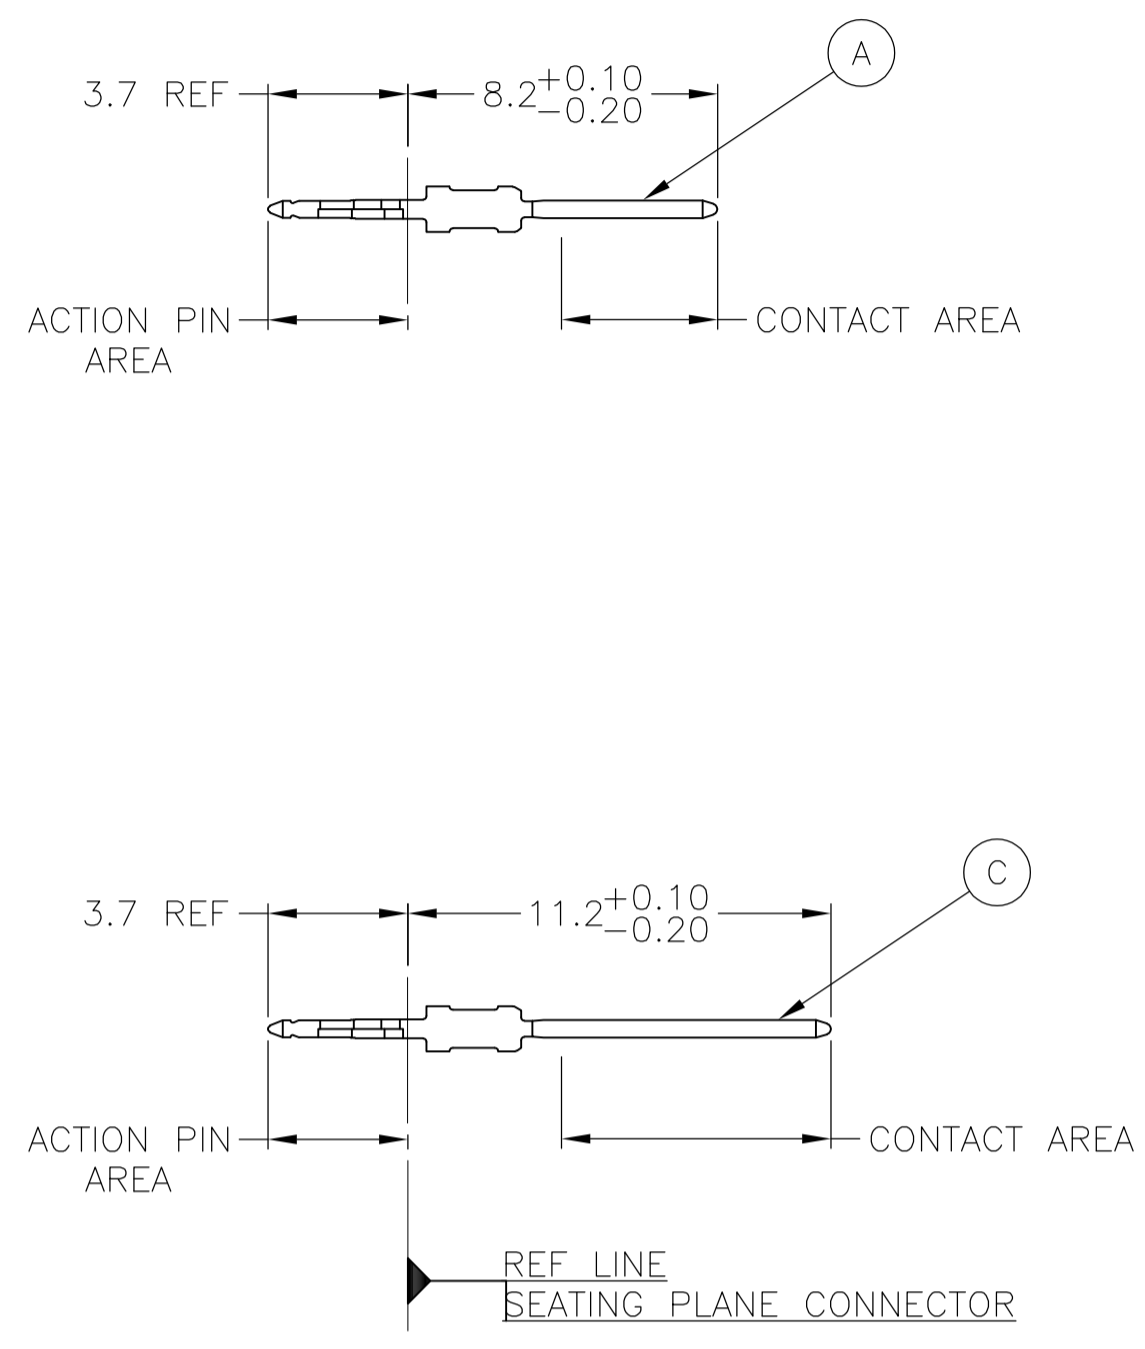 A
3.7 REF
8.2 +0.10
-0.20
ACTION PIN
AREA
CONTACT AREA
C
3.7 REF
11.2 +0.10
-0.20
ACTION PIN
AREA
CONTACT AREA
REF LINE
SEATING PLANE CONNECTOR